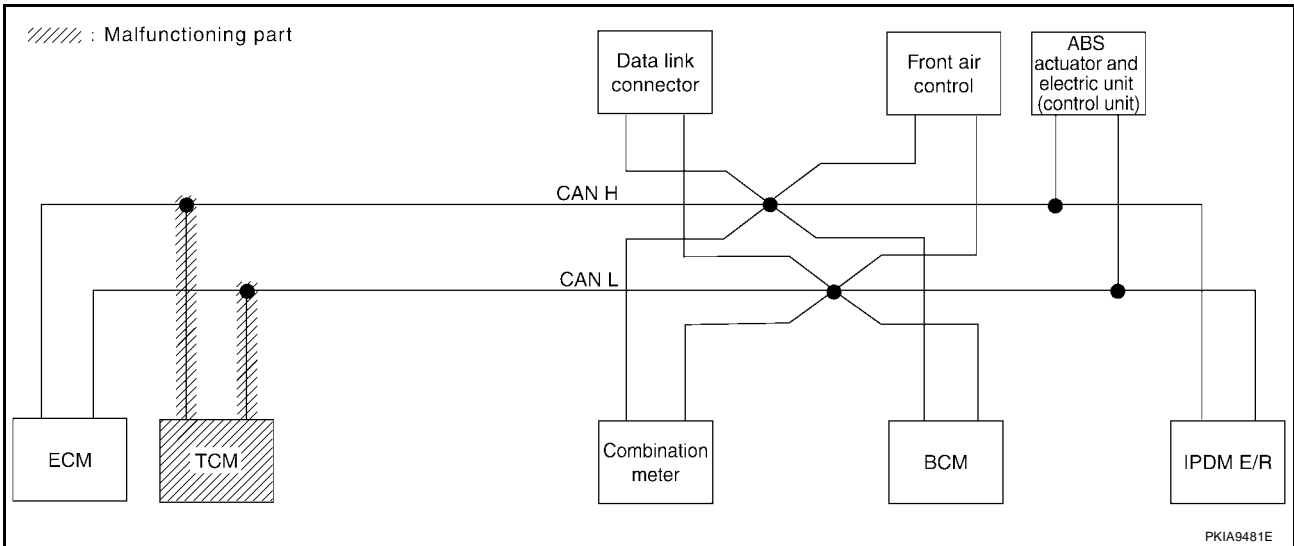 : Malfunctioning part
Data link
connector
Front air
control
ABS
actuator and
electric unit
(control unit)
CAN H
CAN L
ECM
TCM
Combination
meter
BCM
IPDM E/R
PKIA9481E